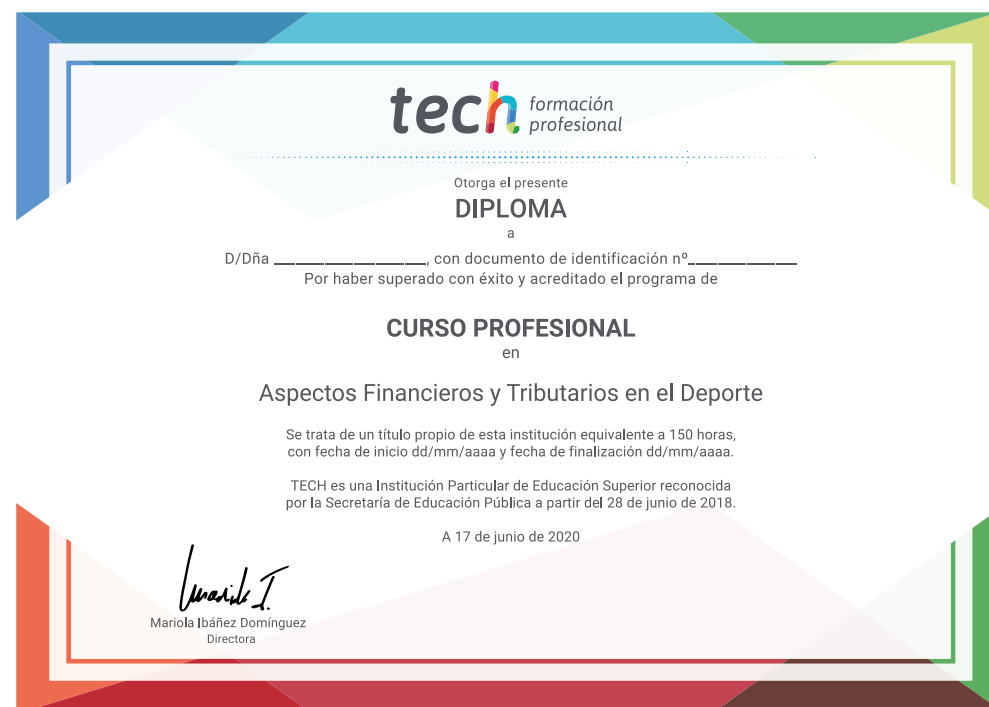 tech formación
profesional
Otorga el presente
DIPLOMA
a
D/Dña ____________________, con documento de identificación nº______________
Por haber superado con éxito y acreditado el programa de
CURSO PROFESIONAL
en
Aspectos Financieros y Tributarios en el Deporte
Se trata de un título propio de esta institución equivalente a 150 horas,
con fecha de inicio dd/mm/aaaa y fecha de finalización dd/mm/aaaa.
TECH es una Institución Particular de Educación Superior reconocida
por la Secretaría de Educación Pública a partir del 28 de junio de 2018.
A 17 de junio de 2020
Mariola I.
Mariola Ibáñez Domínguez
Directora